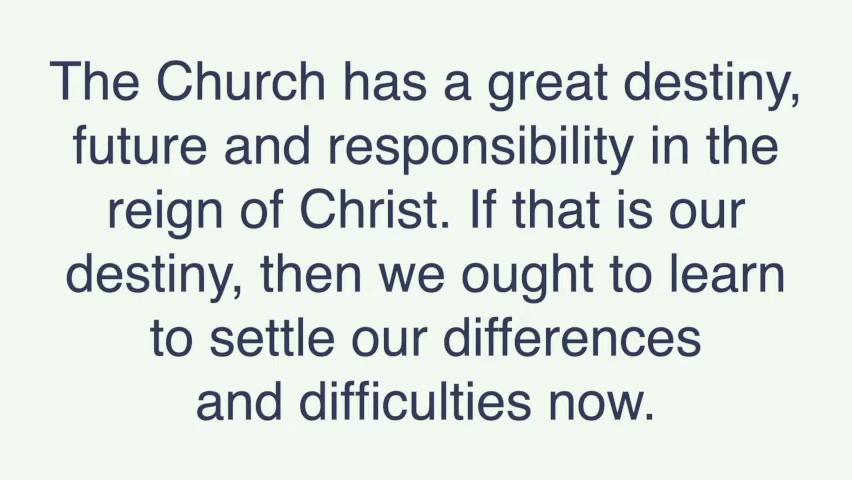 The Church has a great destiny,
future and responsibility in the
reign of Christ. If that is our
destiny, then we ought to learn
to settle our differences
and difficulties now.